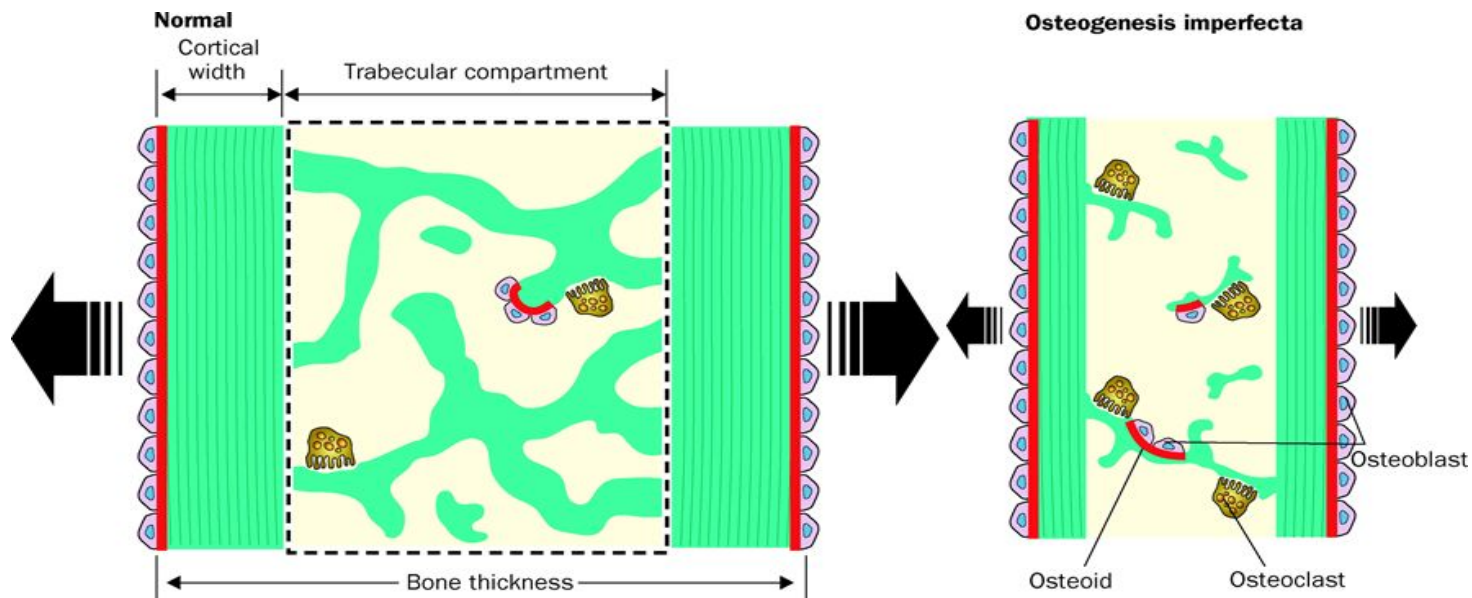 Normal
Osteogenesis imperfecta
Cortical
width
Trabecular compartment
Osteoblast
Bone thickness
Osteoid
Osteoclast